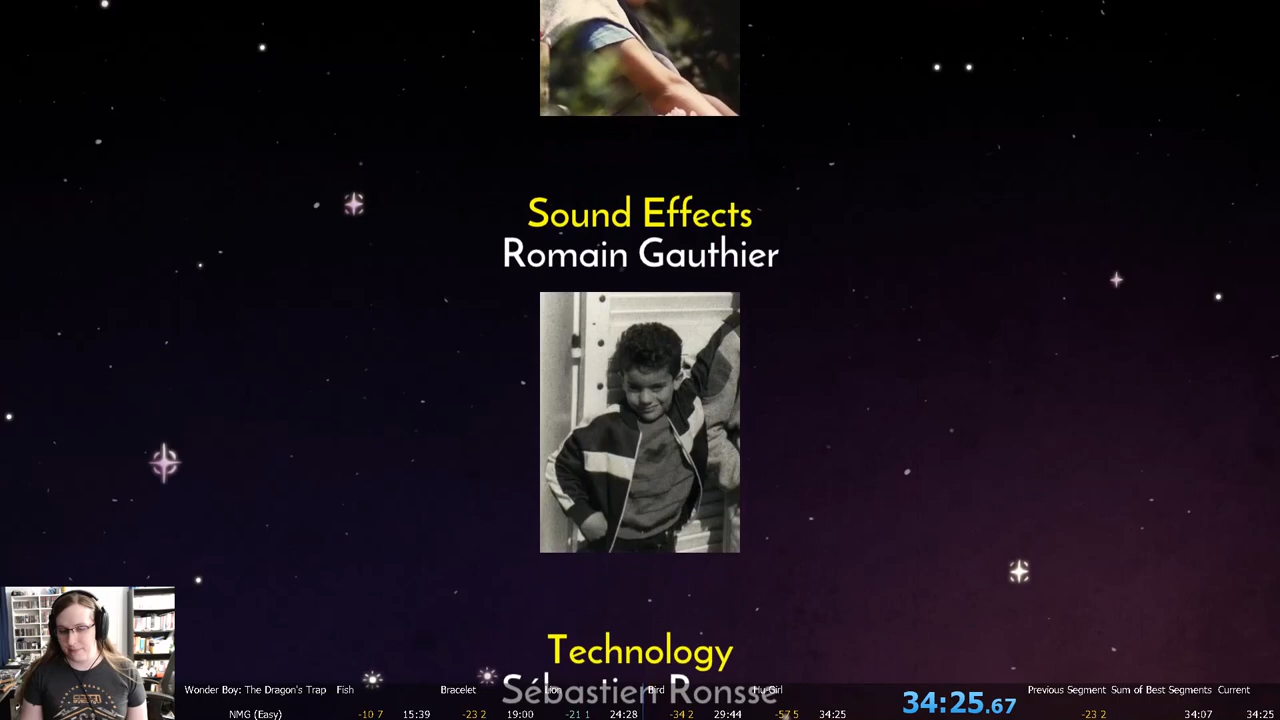 Sound Effects
Romain Gauthier
Technology
Sébastien Ronsse
Wonder Boy: The Dragon's Trap Fish Bracelet Lion Bird Hu-Girl Previous Segment Sum of Best Segments Current
NMG (Easy) -10 7 15:39 -23 2 19:00 -21 1 24:28 -34 2 29:44 -57 5 34:25 34:25.67 -23 2 34:07 34:25